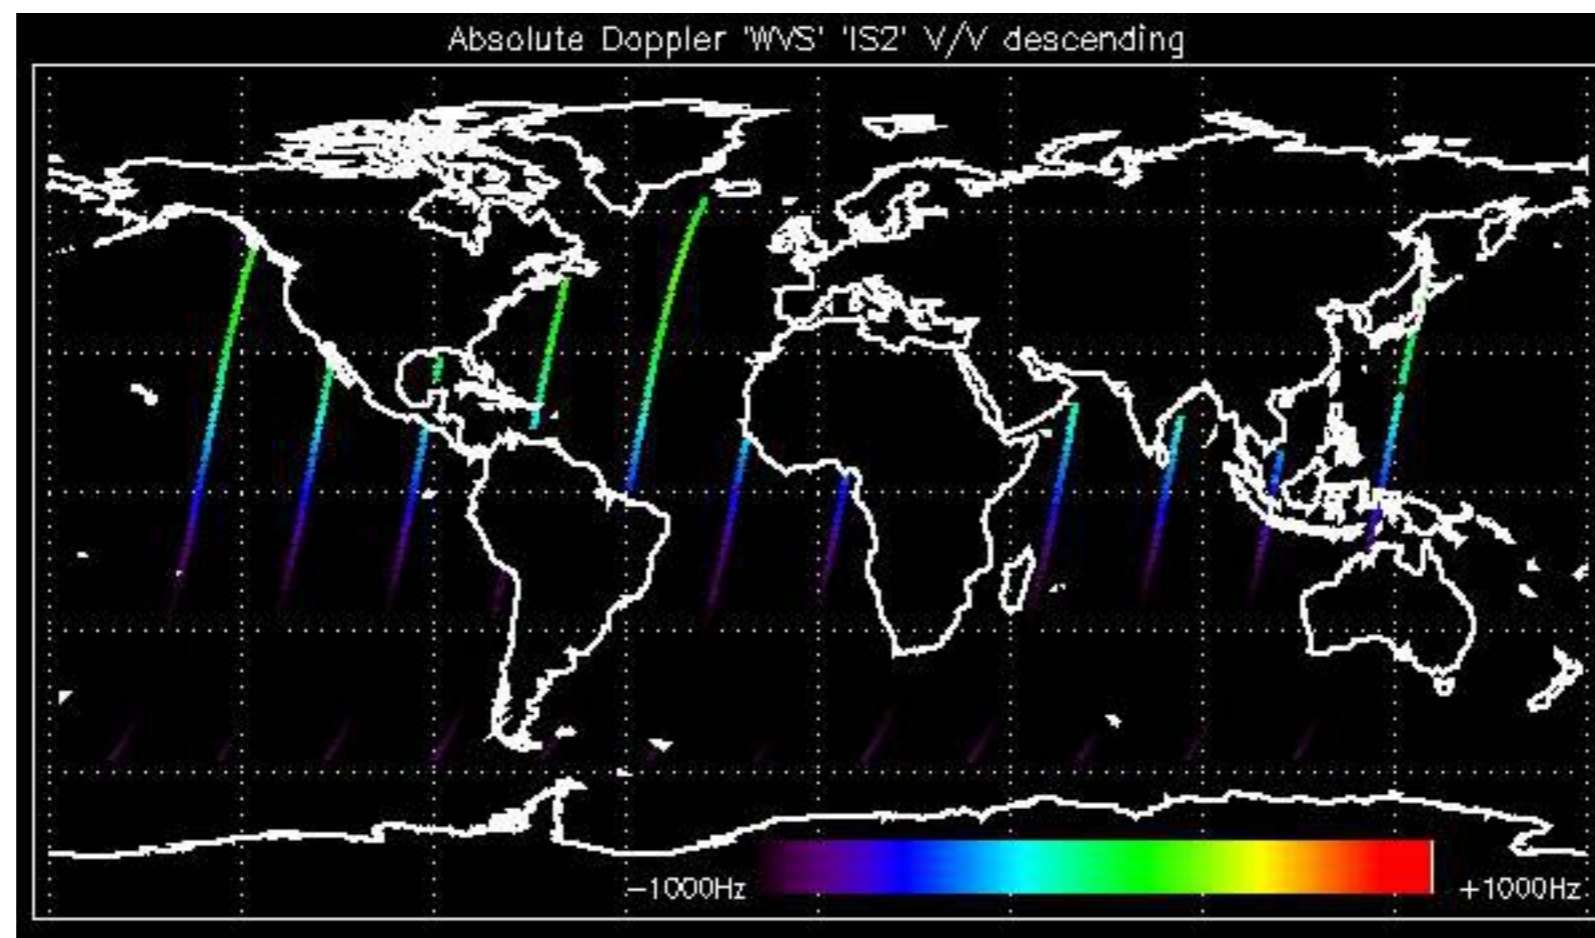 Absolute Doppler 'WVS' 'IS2' V/V descending
−1000Hz
+1000Hz